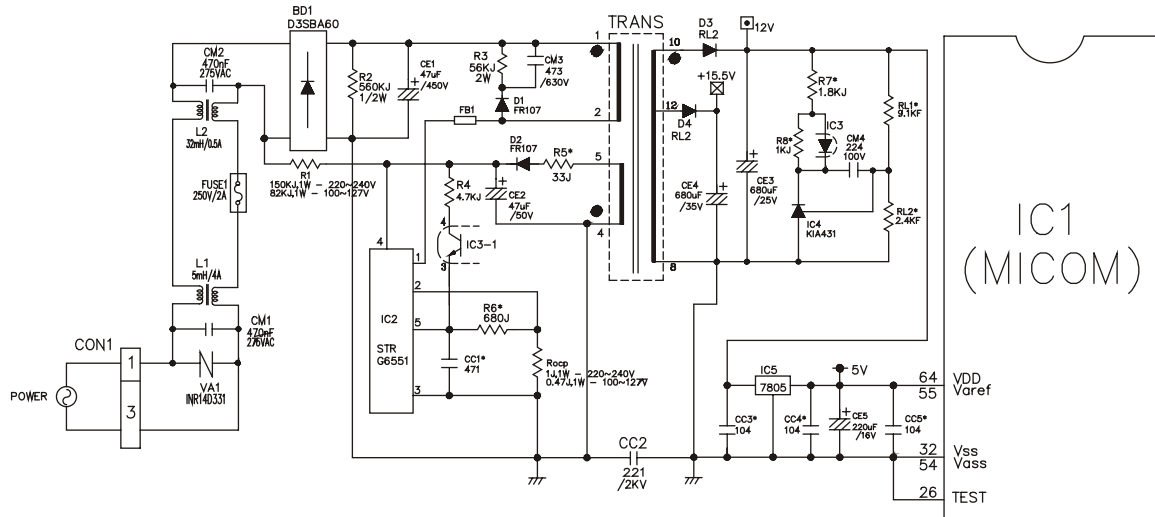 BD1
D3SBA60
CM2
470nF
275VAC
L2
32mH/0.5A
FUSE1
250V/2A
L1
5mH/4A
CM1
470nF
275VAC
CON1
POWER
1
3
VA1
INR14D331
R2
560KJ
1/2W
CE1
47uF
/450V
R3
56KJ
2W
CM3
473
/630V
D1
FR107
FB1
R1
150KJ,1W - 220~240V
82KJ,1W - 100~127V
D2
FR107
R5*
33J
R4
4.7KJ
CE2
47uF
/50V
4
IC3-1
3
4
1
2
5
3
IC2
STR
G6551
R6*
680J
CC1*
471
Rocp
1J,1W - 220~240V
0.47J,1W - 100~127V
TRANS
1
2
5
4
10
12
8
D3
RL2
12V
+15.5V
D4
RL2
CE4
680uF
/35V
CE3
680uF
/25V
R7*
1.8KJ
R8*
1KJ
IC3
CM4
224
100V
RL1*
9.1KF
IC4
KIA431
RL2*
2.4KF
CC2
221
/2KV
CC3*
104
IC5
7805
5V
CC4*
104
CE5
220uF
/16V
CC5*
104
IC1
(MICOM)
64 VDD
55 Varef
32 Vss
54 Vass
26 TEST